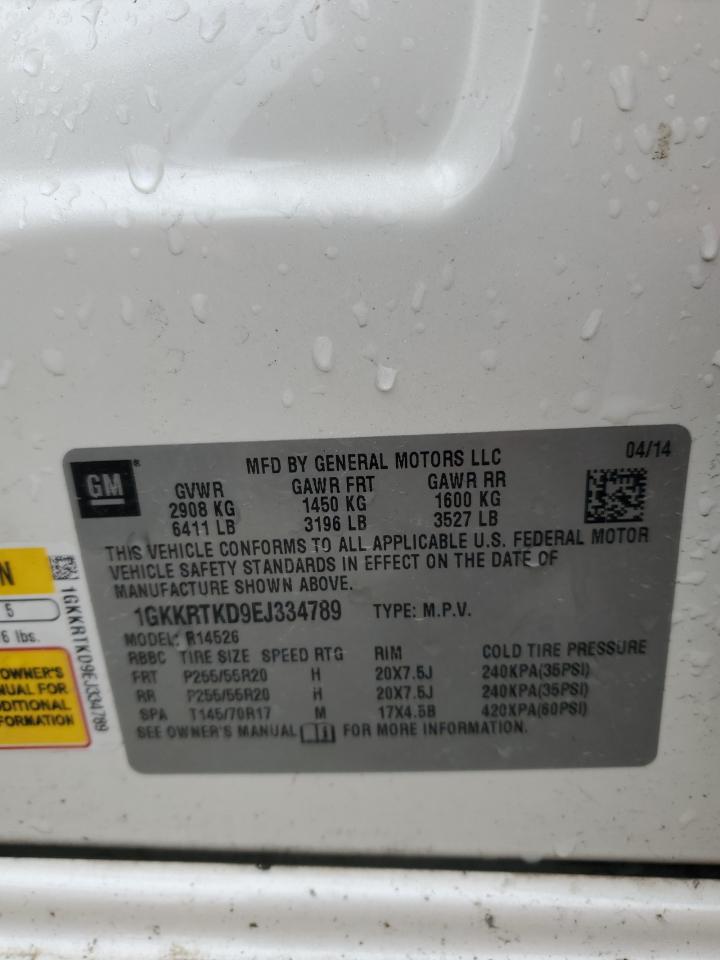 GM
MFD BY GENERAL MOTORS LLC
04/14
GVWR GAWR FRT GAWR RR
2908 KG 1450 KG 1600 KG
6411 LB 3196 LB 3527 LB
THIS VEHICLE CONFORMS TO ALL APPLICABLE U.S. FEDERAL MOTOR
VEHICLE SAFETY STANDARDS IN EFFECT ON THE DATE OF
MANUFACTURE SHOWN ABOVE.
1GKKRTKD9EJ334789 TYPE: M.P.V.
MODEL: R14526
RBBC TIRE SIZE SPEED RTG RIM COLD TIRE PRESSURE
FRT P255/55R20 H 20X7.5J 240KPA(35PSI)
RR P255/55R20 H 20X7.5J 240KPA(35PSI)
SPA T145/70R17 M 17X4.5B 420KPA(60PSI)
SEE OWNER'S MANUAL FOR MORE INFORMATION.
N
5
6 lbs.
OWNER'S
NUAL FOR
DDITIONAL
FORMATION
1GKKRTKD9EJ334789